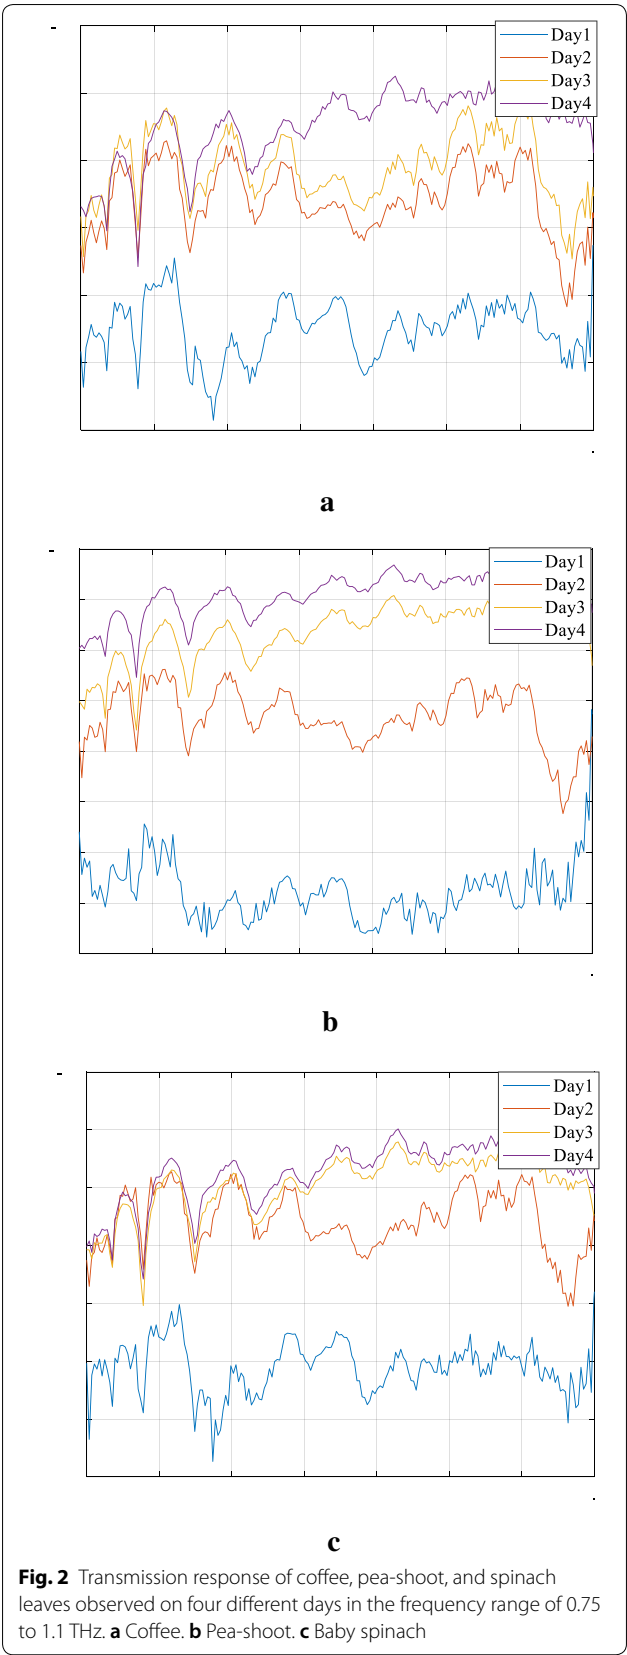 Day1
Day2
Day3
Day4
a
Day1
Day2
Day3
Day4
b
Day1
Day2
Day3
Day4
c
Fig. 2 Transmission response of coffee, pea-shoot, and spinach
leaves observed on four different days in the frequency range of 0.75
to 1.1 THz. a Coffee. b Pea-shoot. c Baby spinach